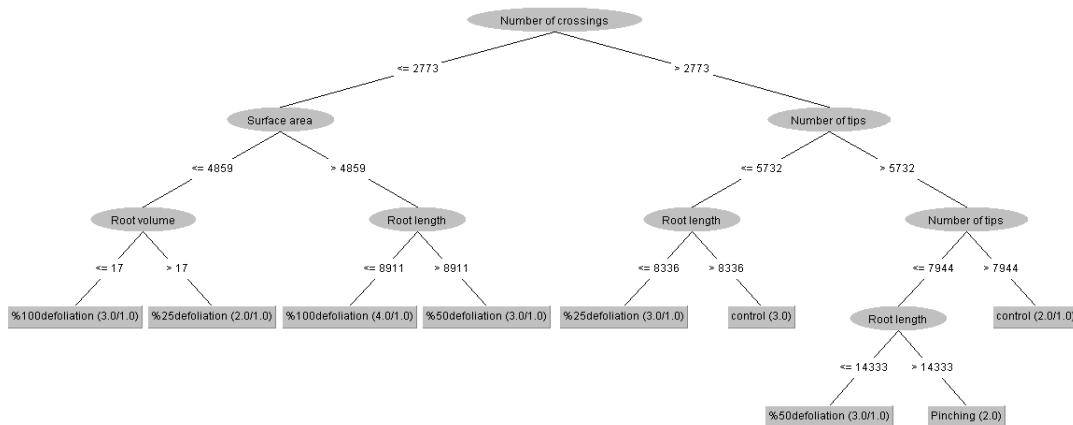 Number of crossings
<= 2773
> 2773
Surface area
Number of tips
<= 4859
> 4859
<= 5732
> 5732
Root volume
Root length
Root length
Number of tips
<= 17
> 17
<= 8911
> 8911
<= 8336
> 8336
<= 7944
> 7944
%100defoliation (3.0/1.0)
%25defoliation (2.0/1.0)
%100defoliation (4.0/1.0)
%50defoliation (3.0/1.0)
%25defoliation (3.0/1.0)
control (3.0)
Root length
control (2.0/1.0)
<= 14333
> 14333
%50defoliation (3.0/1.0)
Pinching (2.0)